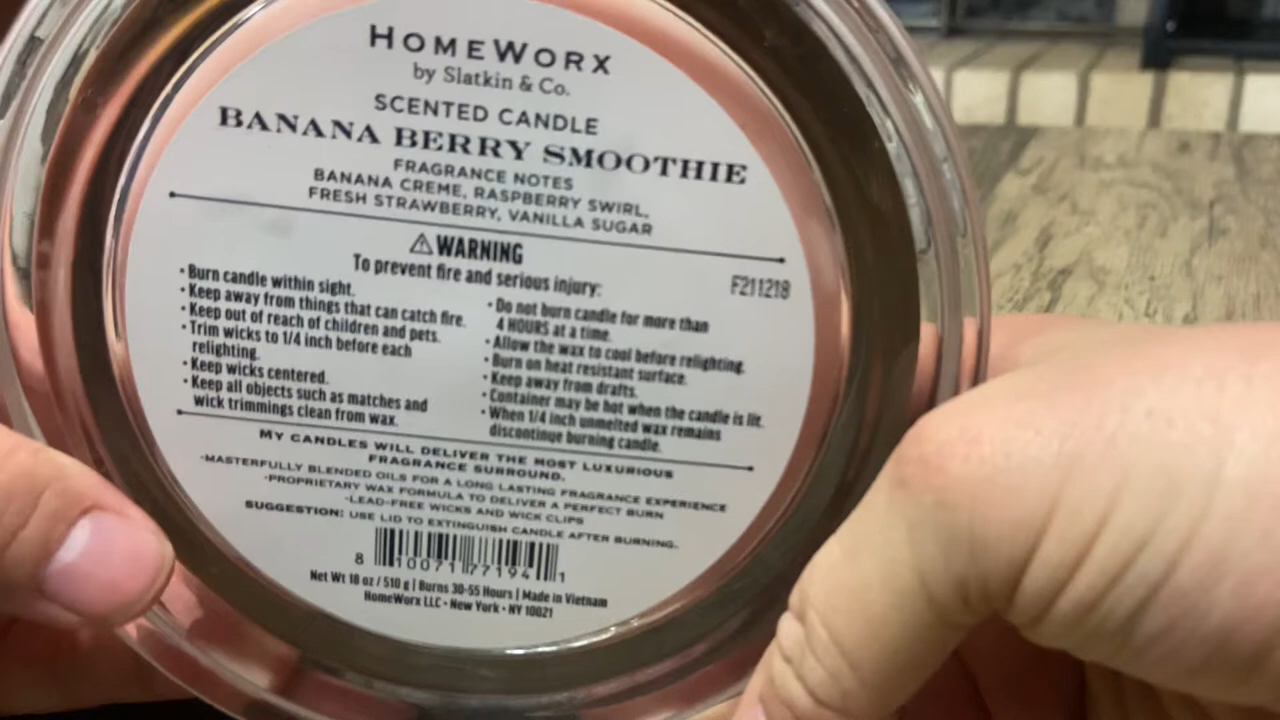 HOMEWORX
by Slatkin & Co.
SCENTED CANDLE
BANANA BERRY SMOOTHIE
FRAGRANCE NOTES
BANANA CREME, RASPBERRY SWIRL,
FRESH STRAWBERRY, VANILLA SUGAR
⚠WARNING
To prevent fire and serious injury:
F211218
• Burn candle within sight.
• Keep away from things that can catch fire.
• Keep out of reach of children and pets.
• Trim wicks to 1/4 inch before each
relighting.
• Keep wicks centered.
• Keep all objects such as matches and
wick trimmings clean from wax.
• Do not burn candle for more than
4 HOURS at a time.
• Allow the wax to cool before relighting.
• Burn on heat resistant surface.
• Keep away from drafts.
• Container may be hot when the candle is lit.
• When 1/4 inch unmelted wax remains
discontinue burning candle.
MY CANDLES WILL DELIVER THE MOST LUXURIOUS
FRAGRANCE SURROUND.
•MASTERFULLY BLENDED OILS FOR A LONG LASTING FRAGRANCE EXPERIENCE
•PROPRIETARY WAX FORMULA TO DELIVER A PERFECT BURN
•LEAD-FREE WICKS AND WICK CLIPS
SUGGESTION: USE LID TO EXTINGUISH CANDLE AFTER BURNING.
8 10071 77194 1
Net Wt 18 oz / 510 g | Burns 30-55 Hours | Made in Vietnam
HomeWorx LLC • New York • NY 10021